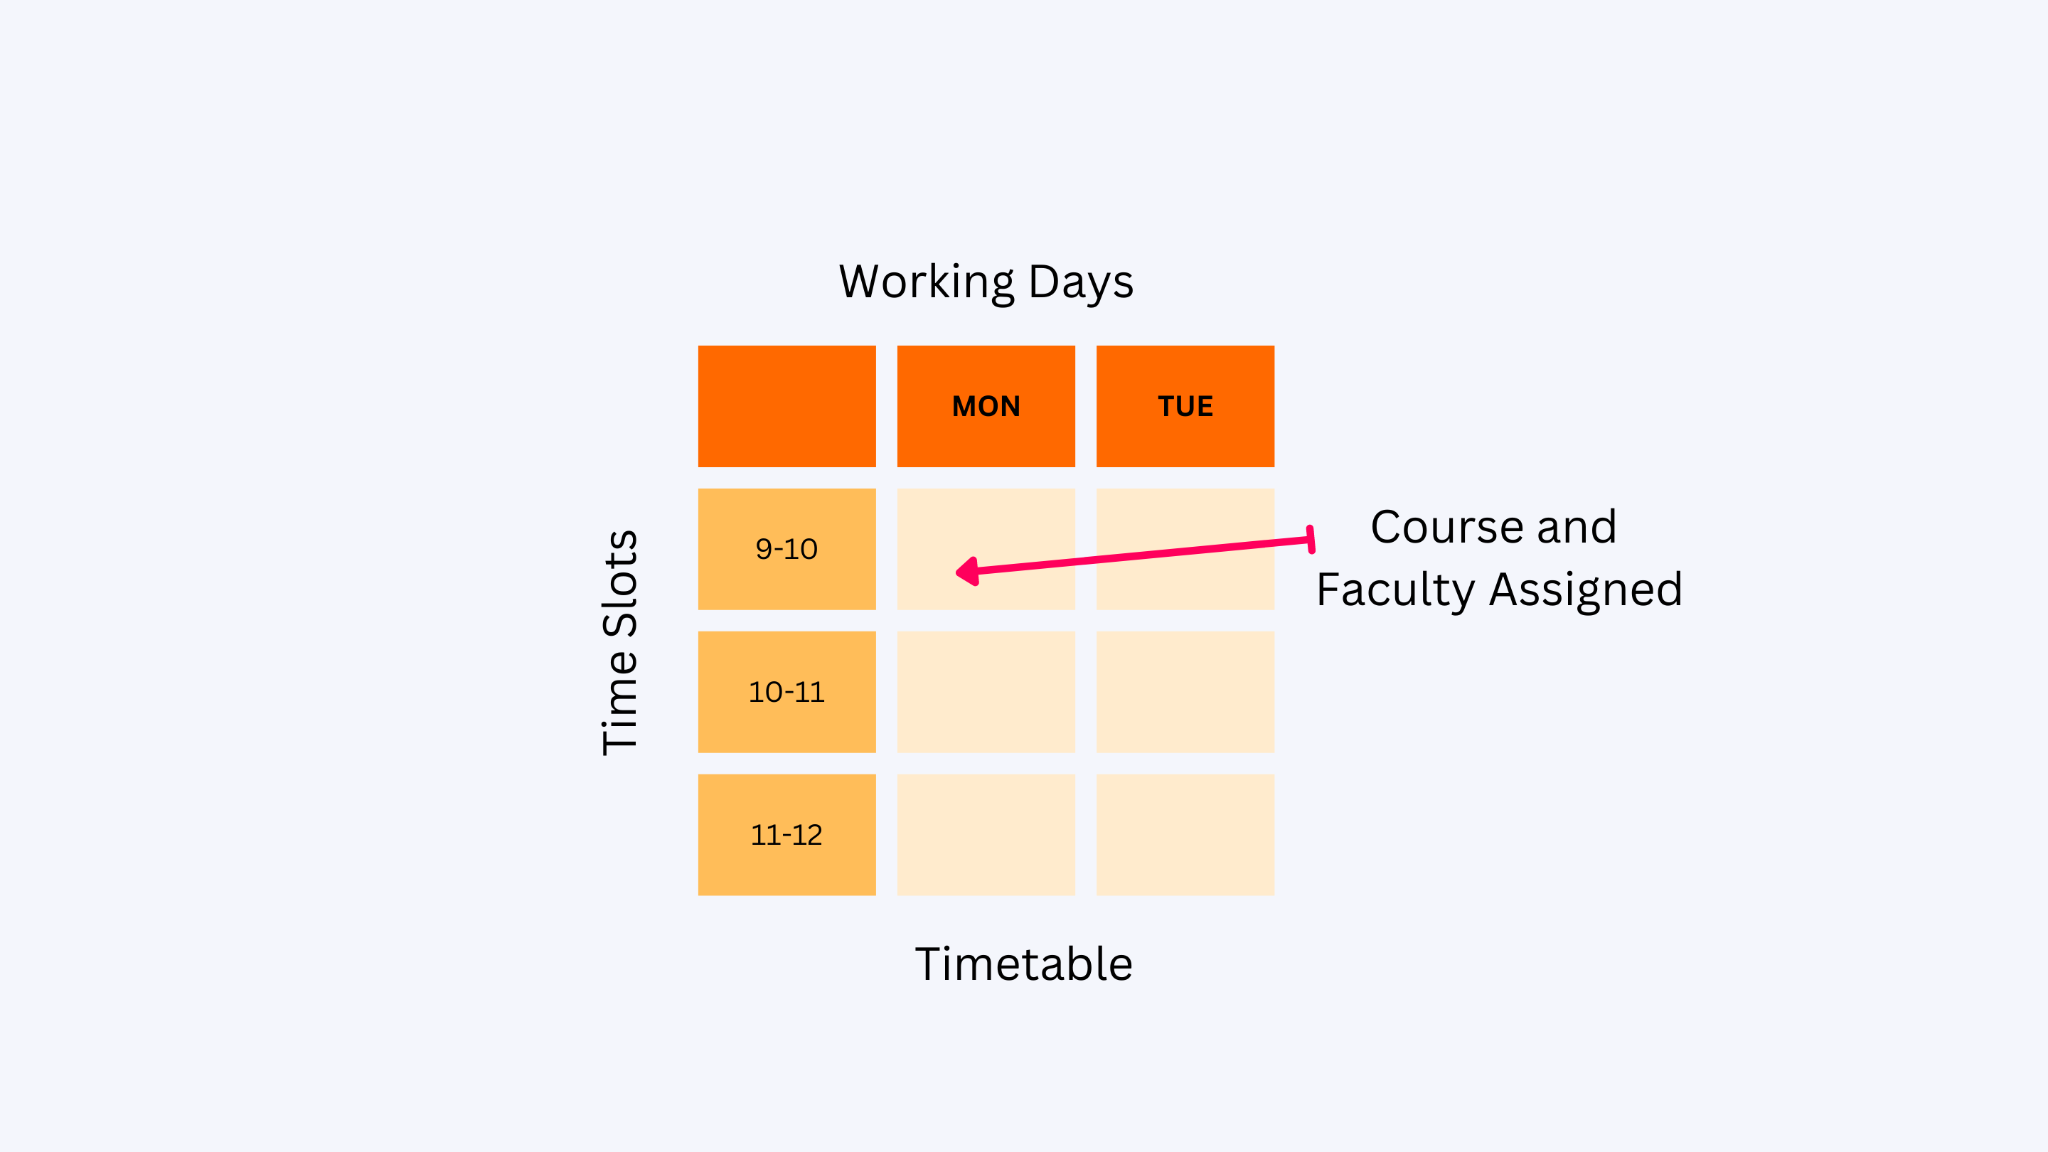 Working Days
MON TUE
Time Slots
9-10
10-11
11-12
Course and
Faculty Assigned
Timetable